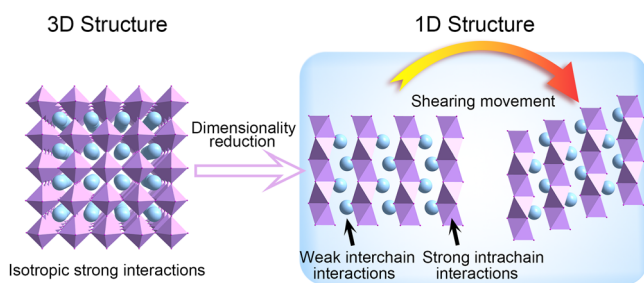 3D Structure
1D Structure
Shearing movement
Dimensionality
reduction
Weak interchain
interactions
Strong intrachain
interactions
Isotropic strong interactions